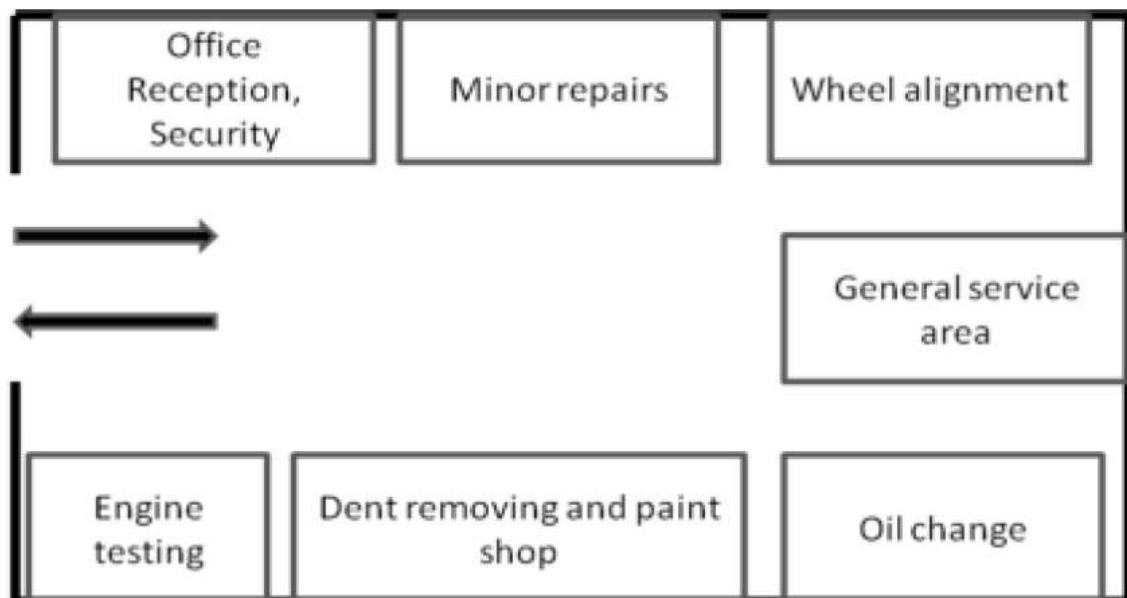 Office
Reception,
Security
Minor repairs
Wheel alignment
General service
area
Engine
testing
Dent removing and paint
shop
Oil change